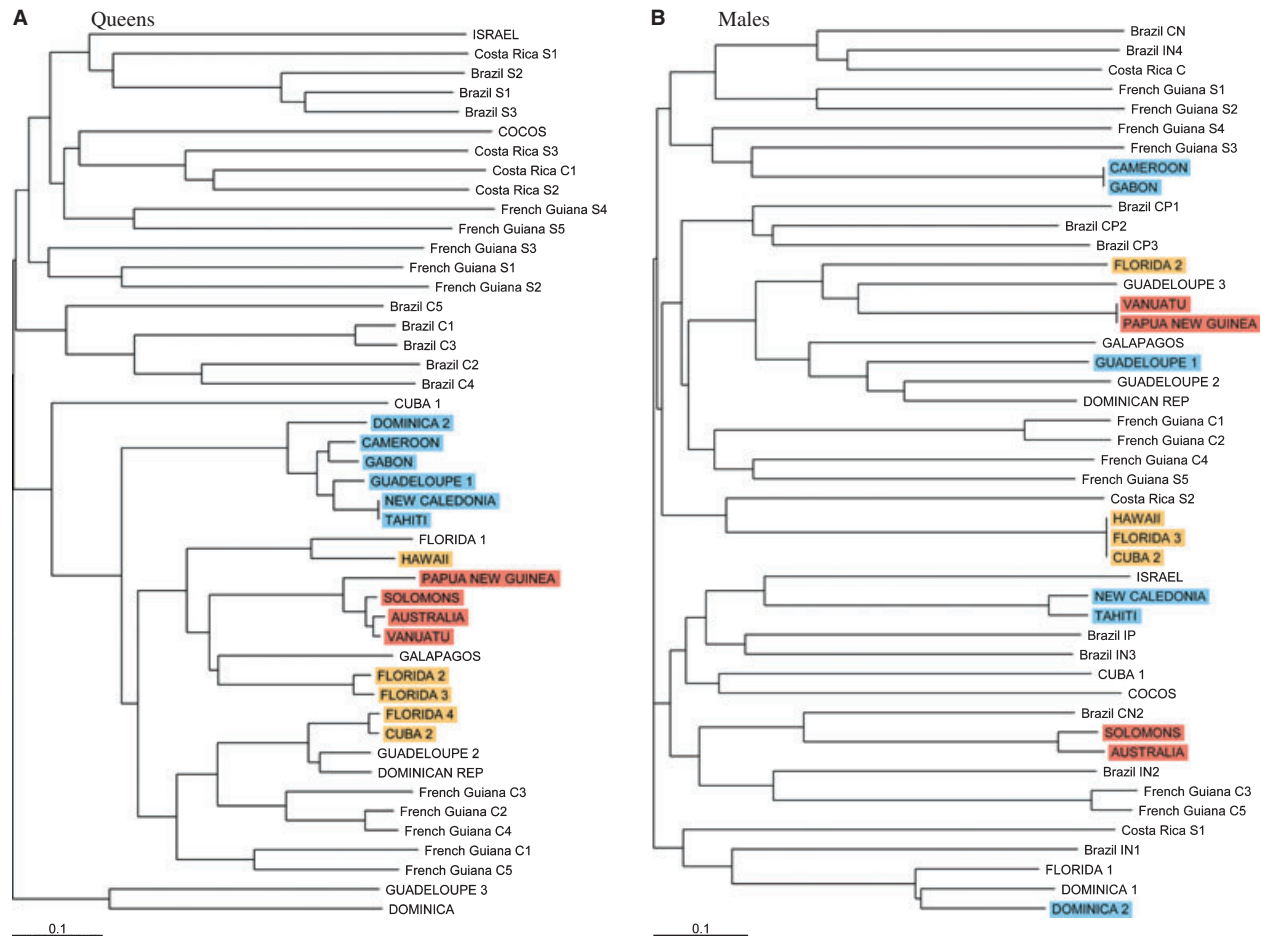 A
Queens
ISRAEL
Costa Rica S1
Brazil S2
Brazil S1
Brazil S3
COCOS
Costa Rica S3
Costa Rica C1
Costa Rica S2
French Guiana S4
French Guiana S5
French Guiana S3
French Guiana S1
French Guiana S2
Brazil C5
Brazil C1
Brazil C3
Brazil C2
Brazil C4
CUBA 1
DOMINICA 2
CAMEROON
GABON
GUADELOUPE 1
NEW CALEDONIA
TAHITI
FLORIDA 1
HAWAII
PAPUA NEW GUINEA
SOLOMONS
AUSTRALIA
VANUATU
GALAPAGOS
FLORIDA 2
FLORIDA 3
FLORIDA 4
CUBA 2
GUADELOUPE 2
DOMINICAN REP
French Guiana C3
French Guiana C2
French Guiana C4
French Guiana C1
French Guiana C5
GUADELOUPE 3
DOMINICA
0.1
B
Males
Brazil CN
Brazil IN4
Costa Rica C
French Guiana S1
French Guiana S2
French Guiana S4
French Guiana S3
CAMEROON
GABON
Brazil CP1
Brazil CP2
Brazil CP3
FLORIDA 2
GUADELOUPE 3
VANUATU
PAPUA NEW GUINEA
GALAPAGOS
GUADELOUPE 1
GUADELOUPE 2
DOMINICAN REP
French Guiana C1
French Guiana C2
French Guiana C4
French Guiana S5
Costa Rica S2
HAWAII
FLORIDA 3
CUBA 2
ISRAEL
NEW CALEDONIA
TAHITI
Brazil IP
Brazil IN3
CUBA 1
COCOS
Brazil CN2
SOLOMONS
AUSTRALIA
Brazil IN2
French Guiana C3
French Guiana C5
Costa Rica S1
Brazil IN1
FLORIDA 1
DOMINICA 1
DOMINICA 2
0.1